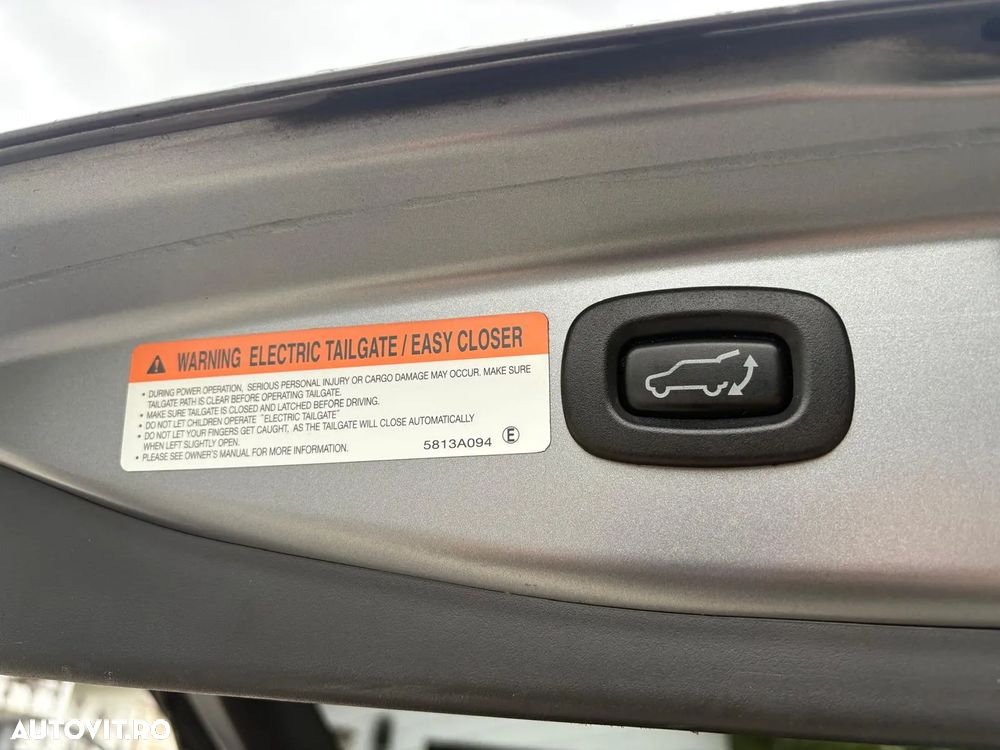 WARNING ELECTRIC TAILGATE / EASY CLOSER
• DURING POWER OPERATION, SERIOUS PERSONAL INJURY OR CARGO DAMAGE MAY OCCUR. MAKE SURE
TAILGATE PATH IS CLEAR BEFORE OPERATING TAILGATE.
• MAKE SURE TAILGATE IS CLOSED AND LATCHED BEFORE DRIVING.
• DO NOT LET CHILDREN OPERATE "ELECTRIC TAILGATE"
• DO NOT LET YOUR FINGERS GET CAUGHT, AS THE TAILGATE WILL CLOSE AUTOMATICALLY
WHEN LEFT SLIGHTLY OPEN.
• PLEASE SEE OWNER'S MANUAL FOR MORE INFORMATION.
5813A094 E
AUTOVIT.RO